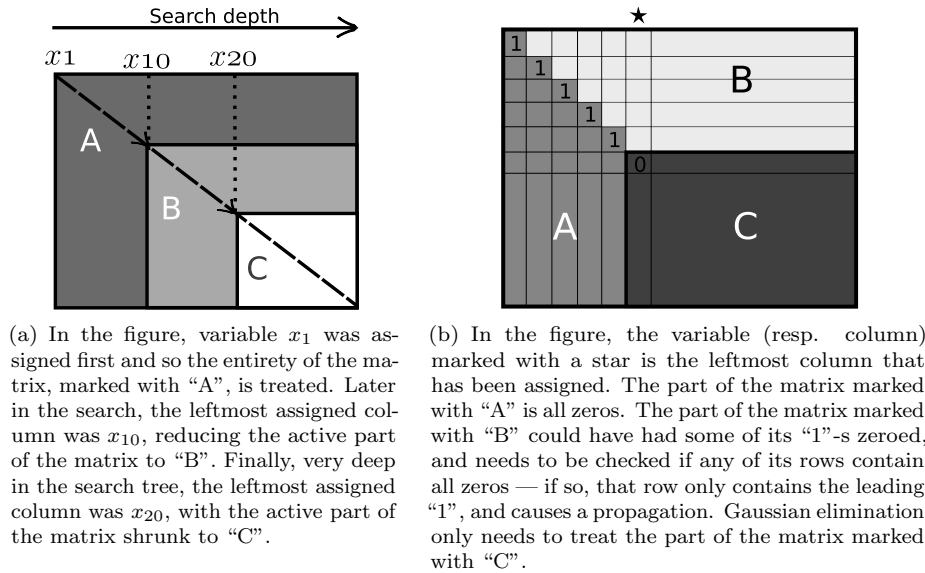 Search depth
x1
x10
x20
A
B
C
(a) In the figure, variable x1 was as-
signed first and so the entirety of the ma-
trix, marked with “A”, is treated. Later
in the search, the leftmost assigned col-
umn was x10, reducing the active part
of the matrix to “B”. Finally, very deep
in the search tree, the leftmost assigned
column was x20, with the active part of
the matrix shrunk to “C”.
★
1
1
1
1
1
0
B
A
C
(b) In the figure, the variable (resp. column)
marked with a star is the leftmost column that
has been assigned. The part of the matrix marked
with “A” is all zeros. The part of the matrix marked
with “B” could have had some of its “1”-s zeroed,
and needs to be checked if any of its rows contain
all zeros — if so, that row only contains the leading
“1”, and causes a propagation. Gaussian elimination
only needs to treat the part of the matrix marked
with “C”.